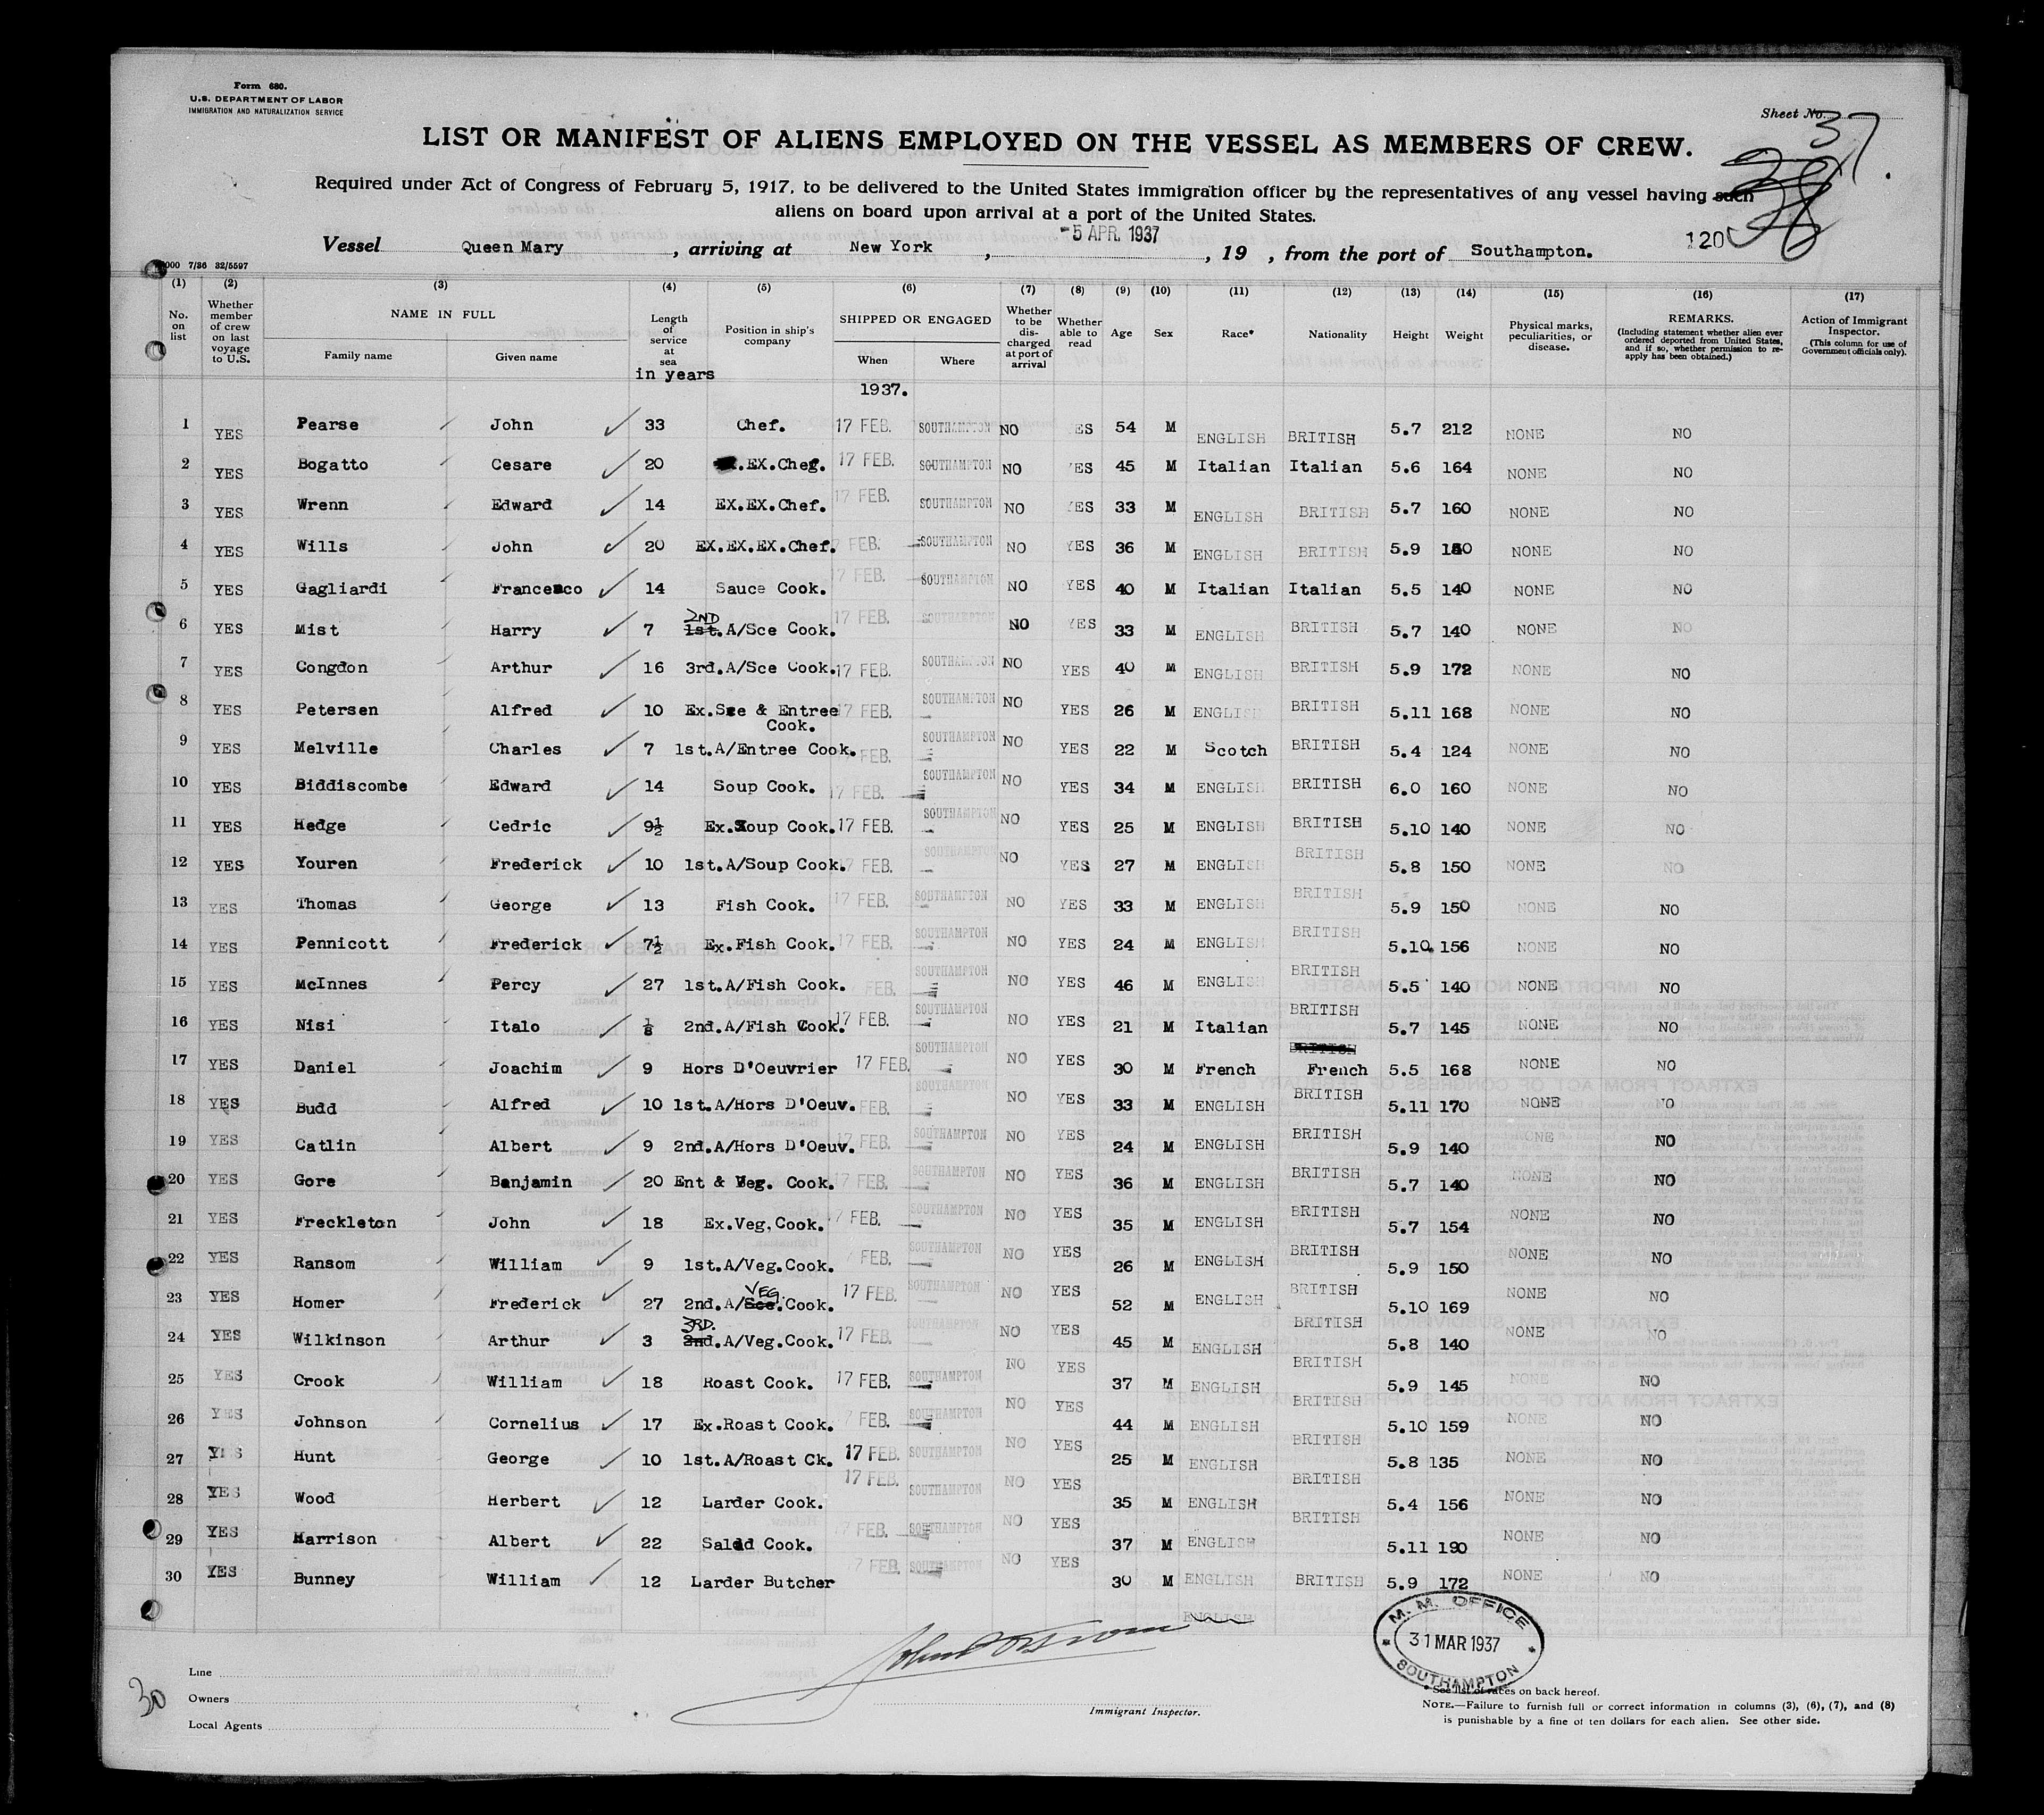 Form 680.
U.S. DEPARTMENT OF LABOR
IMMIGRATION AND NATURALIZATION SERVICE
Sheet No. 37
LIST OR MANIFEST OF ALIENS EMPLOYED ON THE VESSEL AS MEMBERS OF CREW.
Required under Act of Congress of February 5, 1917, to be delivered to the United States immigration officer by the representatives of any vessel having such
aliens on board upon arrival at a port of the United States.
120
Vessel Queen Mary, arriving at New York, -5 APR. 1937, 19 , from the port of Southampton.
000 7/36 32/5597
(1) (2) (3) (4) (5) (6) (7) (8) (9) (10) (11) (12) (13) (14) (15) (16) (17)
No. on list
Whether member of crew on last voyage to U.S.
NAME IN FULL
Family name Given name
Length of service at sea in years
Position in ship's company
SHIPPED OR ENGAGED
When Where
1937.
Whether to be discharged at port of arrival
Whether able to read
Age
Sex
Race*
Nationality
Height
Weight
Physical marks, peculiarities, or disease.
REMARKS. (Including statement whether alien ever ordered deported from United States, and if so, whether permission to reapply has been obtained.)
Action of Immigrant Inspector. (This column for use of Government officials only).
1 YES Pearse John 33 Chef. 17 FEB. SOUTHAMPTON NO YES 54 M ENGLISH BRITISH 5.7 212 NONE NO
2 YES Bogatto Cesare 20 .EX.Chef. 17 FEB. SOUTHAMPTON NO YES 45 M Italian Italian 5.6 164 NONE NO
3 YES Wrenn Edward 14 EX.EX.Chef. 17 FEB. SOUTHAMPTON NO YES 33 M ENGLISH BRITISH 5.7 160 NONE NO
4 YES Wills John 20 EX.EX.EX.Chef. 7 FEB. SOUTHAMPTON NO YES 36 M ENGLISH BRITISH 5.9 NONE NO
5 YES Gagliardi Francesco 14 Sauce Cook. 17 FEB. SOUTHAMPTON NO YES 40 M Italian Italian 5.5 140 NONE NO
6 YES Mist Harry 7 2ND 1st.A/Sce Cook. 17 FEB. SOUTHAMPTON NO YES 33 M ENGLISH BRITISH 5.7 140 NONE NO
7 YES Congdon Arthur 16 3rd.A/Sce Cook. 17 FEB. SOUTHAMPTON NO YES 40 M ENGLISH BRITISH 5.9 172 NONE NO
8 YES Petersen Alfred 10 Ex.Sce & Entree Cook. 17 FEB. SOUTHAMPTON NO YES 26 M ENGLISH BRITISH 5.11 168 NONE NO
9 YES Melville Charles 7 1st.A/Entree Cook. FEB. SOUTHAMPTON NO YES 22 M Scotch BRITISH 5.4 124 NONE NO
10 YES Biddiscombe Edward 14 Soup Cook. 17 FEB. SOUTHAMPTON NO YES 34 M ENGLISH BRITISH 6.0 160 NONE NO
11 YES Hedge Cedric 9½ Ex.Soup Cook. 17 FEB. SOUTHAMPTON NO YES 25 M ENGLISH BRITISH 5.10 140 NONE NO
12 YES Youren Frederick 10 1st.A/Soup Cook. 17 FEB. SOUTHAMPTON NO YES 27 M ENGLISH BRITISH 5.8 150 NONE NO
13 YES Thomas George 13 Fish Cook. 17 FEB. SOUTHAMPTON NO YES 33 M ENGLISH BRITISH 5.9 150 NONE NO
14 YES Pennicott Frederick 7½ Ex.Fish Cook. 17 FEB. SOUTHAMPTON NO YES 24 M ENGLISH BRITISH 5.10. 156 NONE NO
15 YES McInnes Percy 27 1st.A/Fish Cook. FEB. SOUTHAMPTON NO YES 46 M ENGLISH BRITISH 5.5 140 NONE NO
16 YES Nisi Italo ⅛ 2nd.A/Fish Cook. 17 FEB. SOUTHAMPTON NO YES 21 M Italian BRITISH 5.7 145 NONE NO
17 YES Daniel Joachim 9 Hors D'Oeuvrier 17 FEB. SOUTHAMPTON NO YES 30 M French BRITISH French 5.5 168 NONE NO
18 YES Budd Alfred 10 1st.A/Hors D'Oeuv. FEB. SOUTHAMPTON NO YES 33 M ENGLISH BRITISH 5.11 170 NONE NO
19 YES Catlin Albert 9 2nd.A/Hors D'Oeuv. 17 FEB. SOUTHAMPTON NO YES 24 M ENGLISH BRITISH 5.9 140 NONE NO
20 YES Gore Benjamin 20 Ent & Veg. Cook. 17 FEB. SOUTHAMPTON NO YES 36 M ENGLISH BRITISH 5.7 140 NONE NO
21 YES Freckleton John 18 Ex.Veg.Cook. 7 FEB. SOUTHAMPTON NO YES 35 M ENGLISH BRITISH 5.7 154 NONE NO
22 YES Ransom William 9 1st.A/Veg.Cook. 7 FEB. SOUTHAMPTON NO YES 26 M ENGLISH BRITISH 5.9 150 NONE NO
23 YES Homer Frederick 27 2nd.A/Sce. VEG. Cook. 17 FEB. SOUTHAMPTON NO YES 52 M ENGLISH BRITISH 5.10 169 NONE NO
24 YES Wilkinson Arthur 3 3RD. 2nd.A/Veg.Cook. 17 FEB. SOUTHAMPTON NO YES 45 M ENGLISH BRITISH 5.8 140 NONE NO
25 YES Crook William 18 Roast Cook. 17 FEB. SOUTHAMPTON NO YES 37 M ENGLISH BRITISH 5.9 145 NONE NO
26 YES Johnson Cornelius 17 Ex.Roast Cook. 7 FEB. SOUTHAMPTON NO YES 44 M ENGLISH BRITISH 5.10 159 NONE NO
27 YES Hunt George 10 1st.A/Roast Ck. 17 FEB. SOUTHAMPTON NO YES 25 M ENGLISH BRITISH 5.8 135 NONE NO
28 YES Wood Herbert 12 Larder Cook. 17 FEB. SOUTHAMPTON NO YES 35 M ENGLISH BRITISH 5.4 156 NONE NO
29 YES Harrison Albert 22 Salad Cook. 17 FEB. SOUTHAMPTON NO YES 37 M ENGLISH BRITISH 5.11 190 NONE NO
30 YES Bunney William 12 Larder Butcher 7 FEB. SOUTHAMPTON NO YES 30 M ENGLISH BRITISH 5.9 172 NONE NO
ENGLISH
M. M. OFFICE
31 MAR 1937
SOUTHAMPTON
30
Line
Owners
Local Agents
Immigrant Inspector.
* See list of races on back hereof.
NOTE.—Failure to furnish full or correct information in columns (3), (6), (7), and (8)
is punishable by a fine of ten dollars for each alien. See other side.